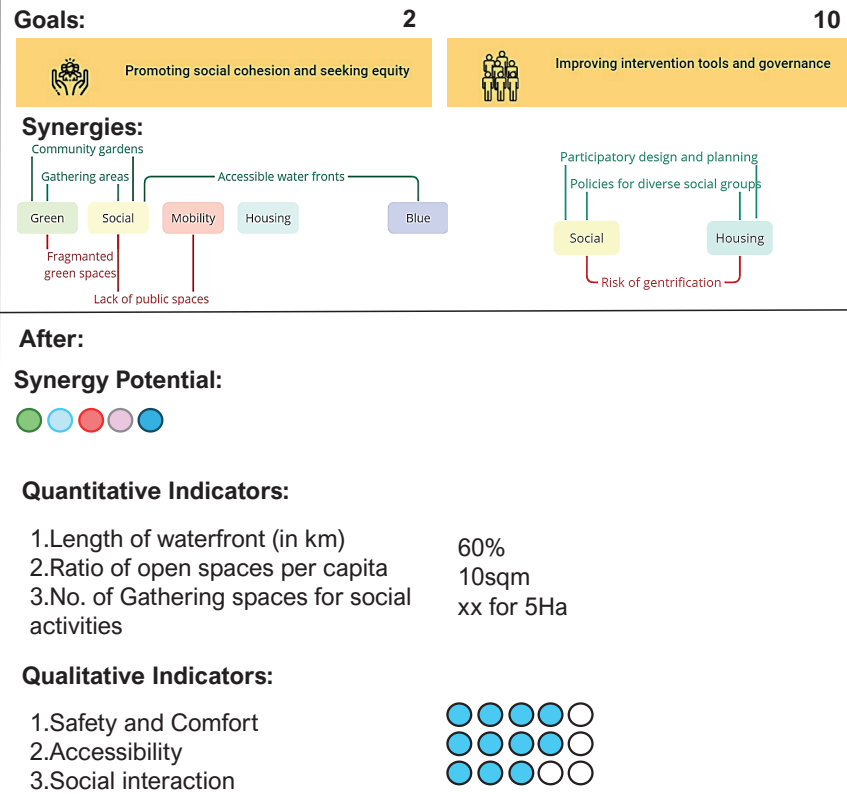 Goals:
2
10
Promoting social cohesion and seeking equity
Improving intervention tools and governance
Synergies:
Community gardens
Gathering areas
Accessible water fronts
Green
Social
Mobility
Housing
Blue
Fragmanted
green spaces
Lack of public spaces
Participatory design and planning
Policies for diverse social groups
Social
Housing
Risk of gentrification
After:
Synergy Potential:
Quantitative Indicators:
1.Length of waterfront (in km)
60%
2.Ratio of open spaces per capita
10sqm
3.No. of Gathering spaces for social
activities
xx for 5Ha
Qualitative Indicators:
1.Safety and Comfort
2.Accessibility
3.Social interaction